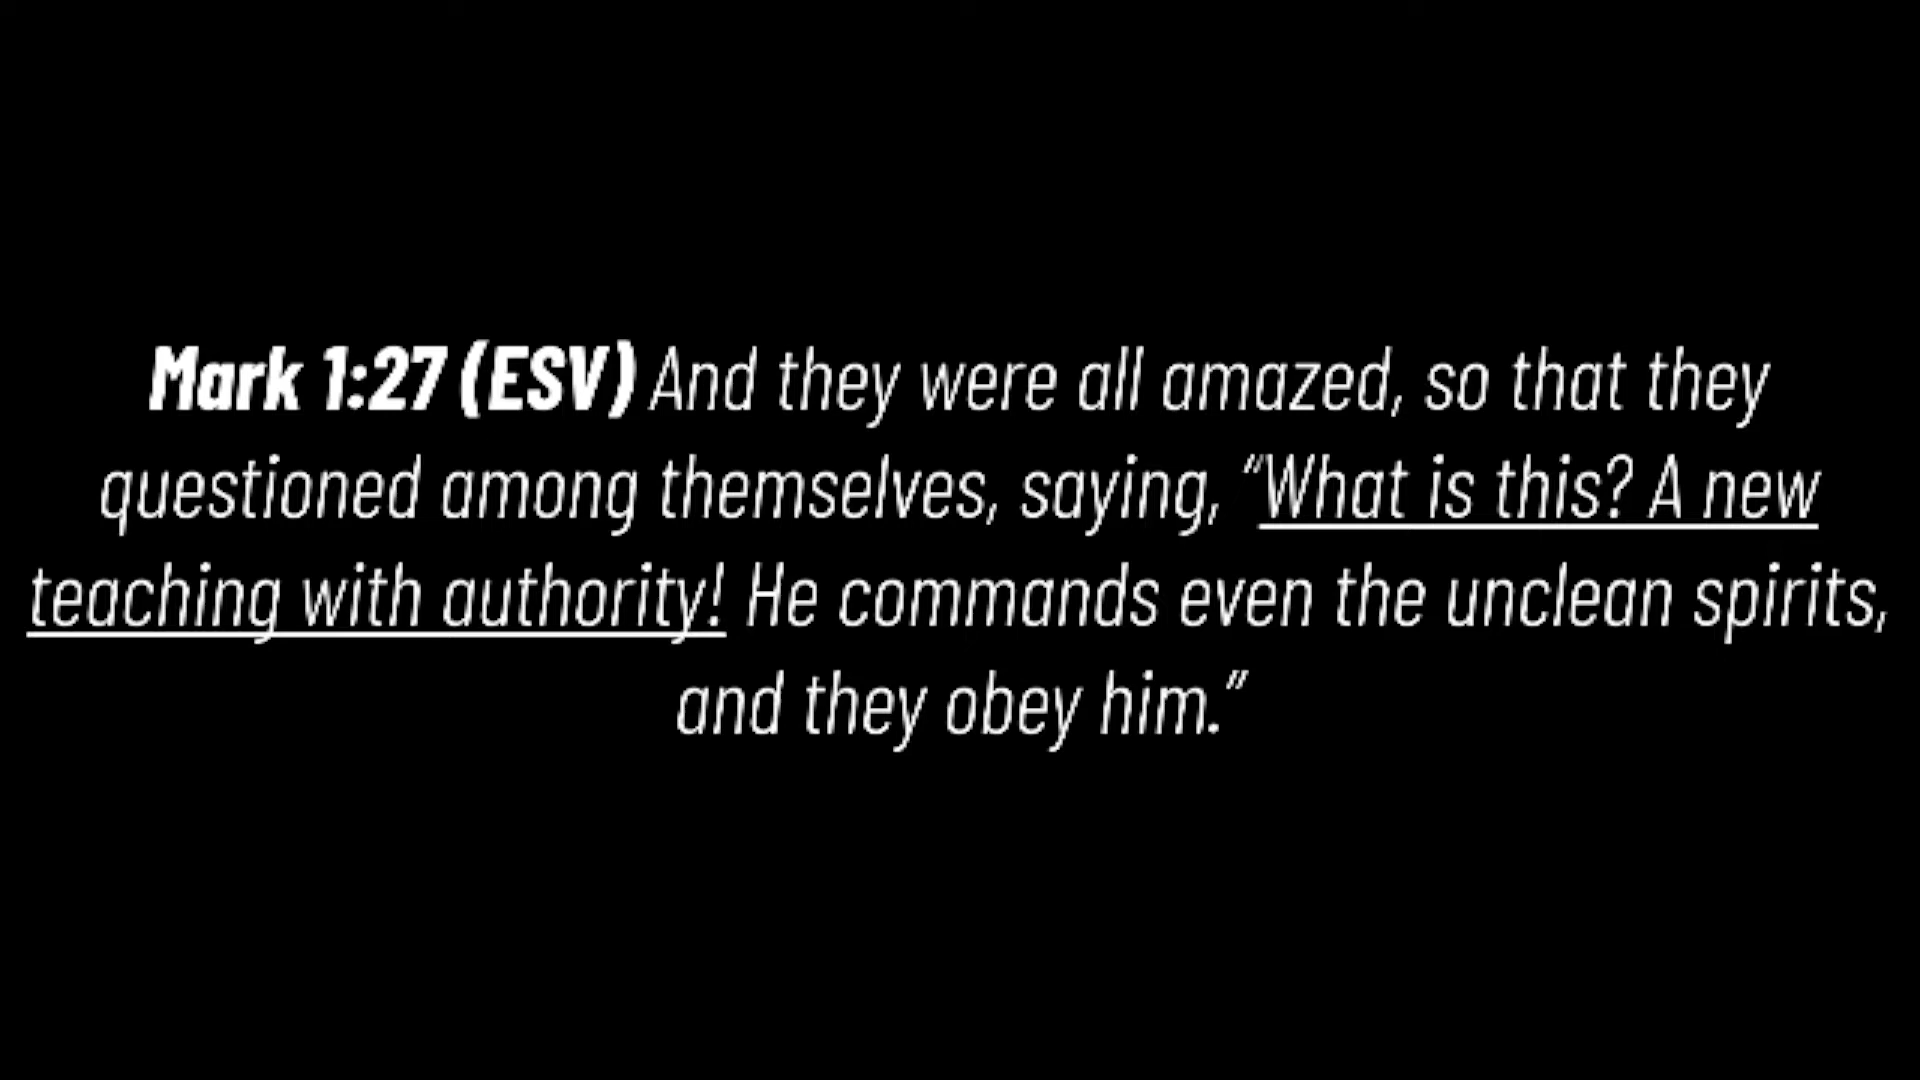 Mark 1:27 (ESV) And they were all amazed, so that they
questioned among themselves, saying, “What is this? A new
teaching with authority! He commands even the unclean spirits,
and they obey him.”